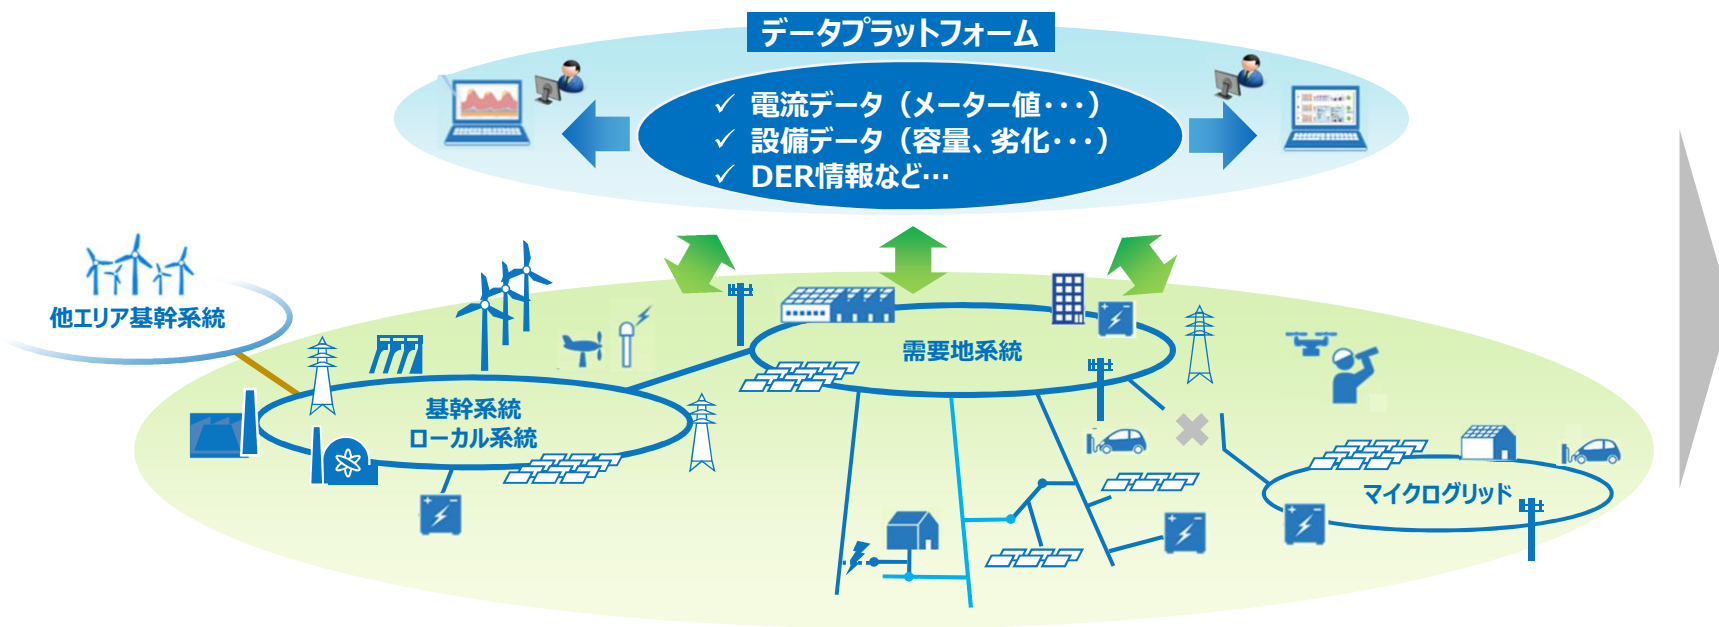 データプラットフォーム
✓ 電流データ（メーター値・・・）
✓ 設備データ（容量、劣化・・・）
✓ DER情報など…
他エリア基幹系統
需要地系統
基幹系統
ローカル系統
マイクログリッド